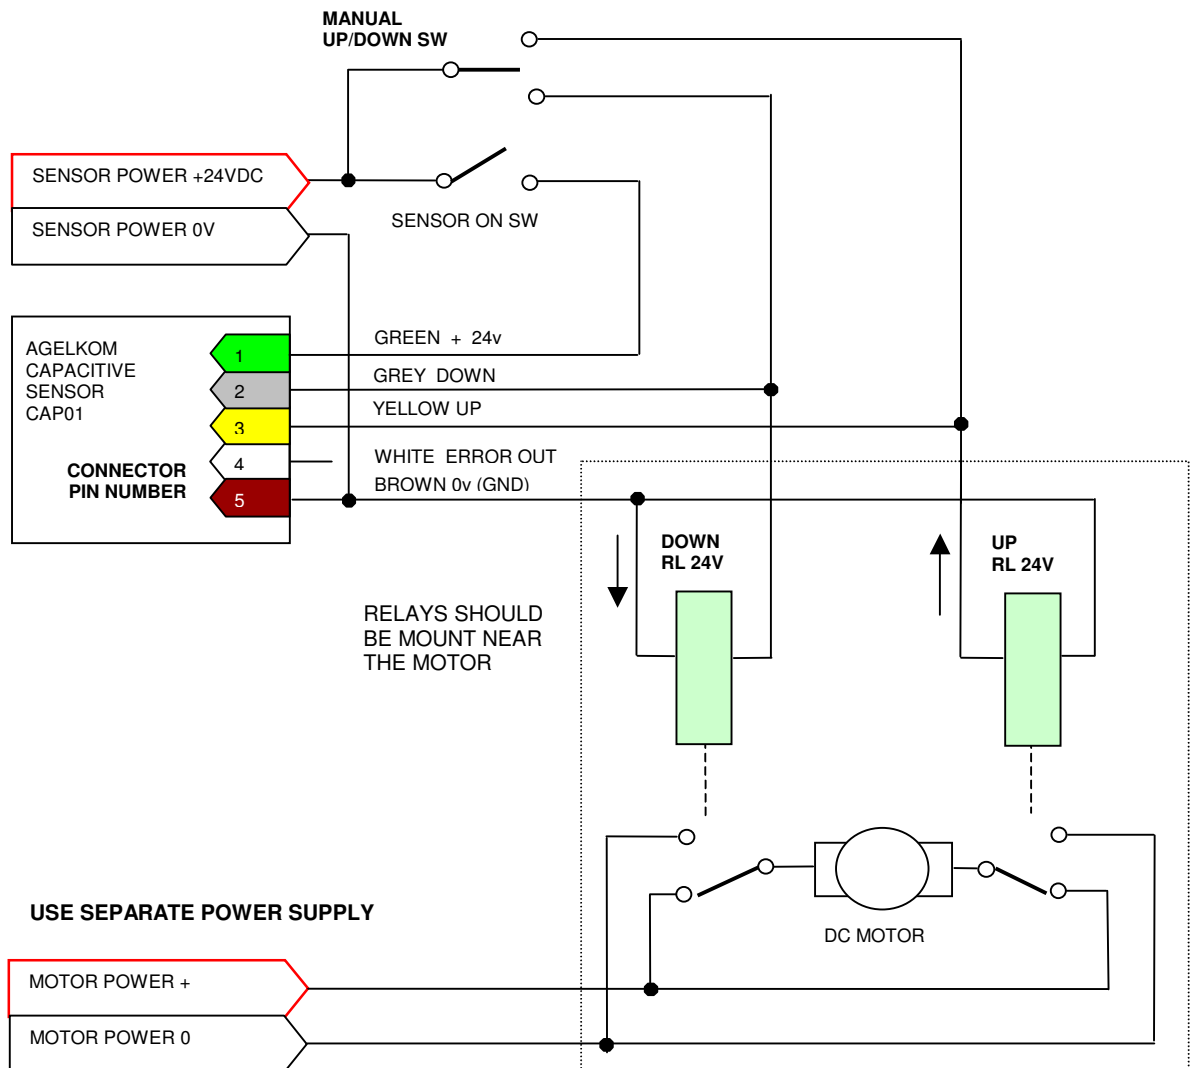 MANUAL
UP/DOWN SW
SENSOR POWER +24VDC
SENSOR POWER 0V
SENSOR ON SW
AGELKOM
CAPACITIVE
SENSOR
CAP01
CONNECTOR
PIN NUMBER
1
2
3
4
5
GREEN + 24v
GREY DOWN
YELLOW UP
WHITE ERROR OUT
BROWN 0v (GND)
DOWN
RL 24V
UP
RL 24V
RELAYS SHOULD
BE MOUNT NEAR
THE MOTOR
DC MOTOR
USE SEPARATE POWER SUPPLY
MOTOR POWER +
MOTOR POWER 0